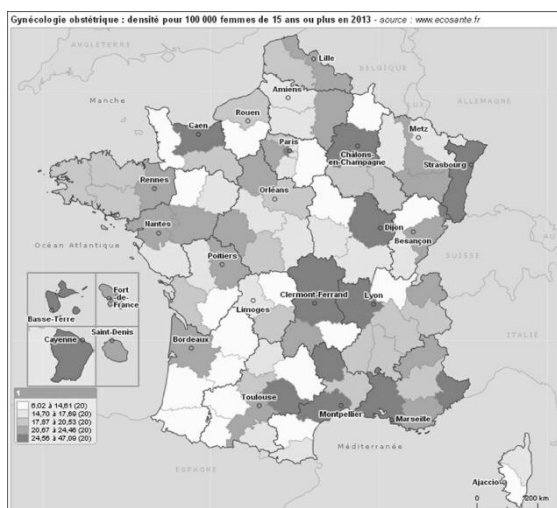 Gynécologie obstétrique : densité pour 100 000 femmes de 15 ans ou plus en 2013 - source : www.ecosante.fr
ANGLETERRE
BELGIQUE
Lille
Manche
Amiens
LUX
ALLEMAGNE
Rouen
Caen
Metz
Paris
Châlons-
en-Champagne
Strasbourg
Rennes
Orléans
Nantes
Dijon
Besançon
Océan Atlantique
Poitiers
SUISSE
Fort-
de-
France
Basse-Terre
Clermont-Ferrand
Lyon
Limoges
Cayenne
Saint-Denis
ITALIE
Bordeaux
1
6,02 à 14,61 (20)
14,70 à 17,69 (20)
17,87 à 20,53 (20)
20,67 à 24,46 (20)
24,56 à 47,09 (20)
Toulouse
Montpellier
Marseille
Méditerranée
ESPAGNE
Ajaccio
0 200 km